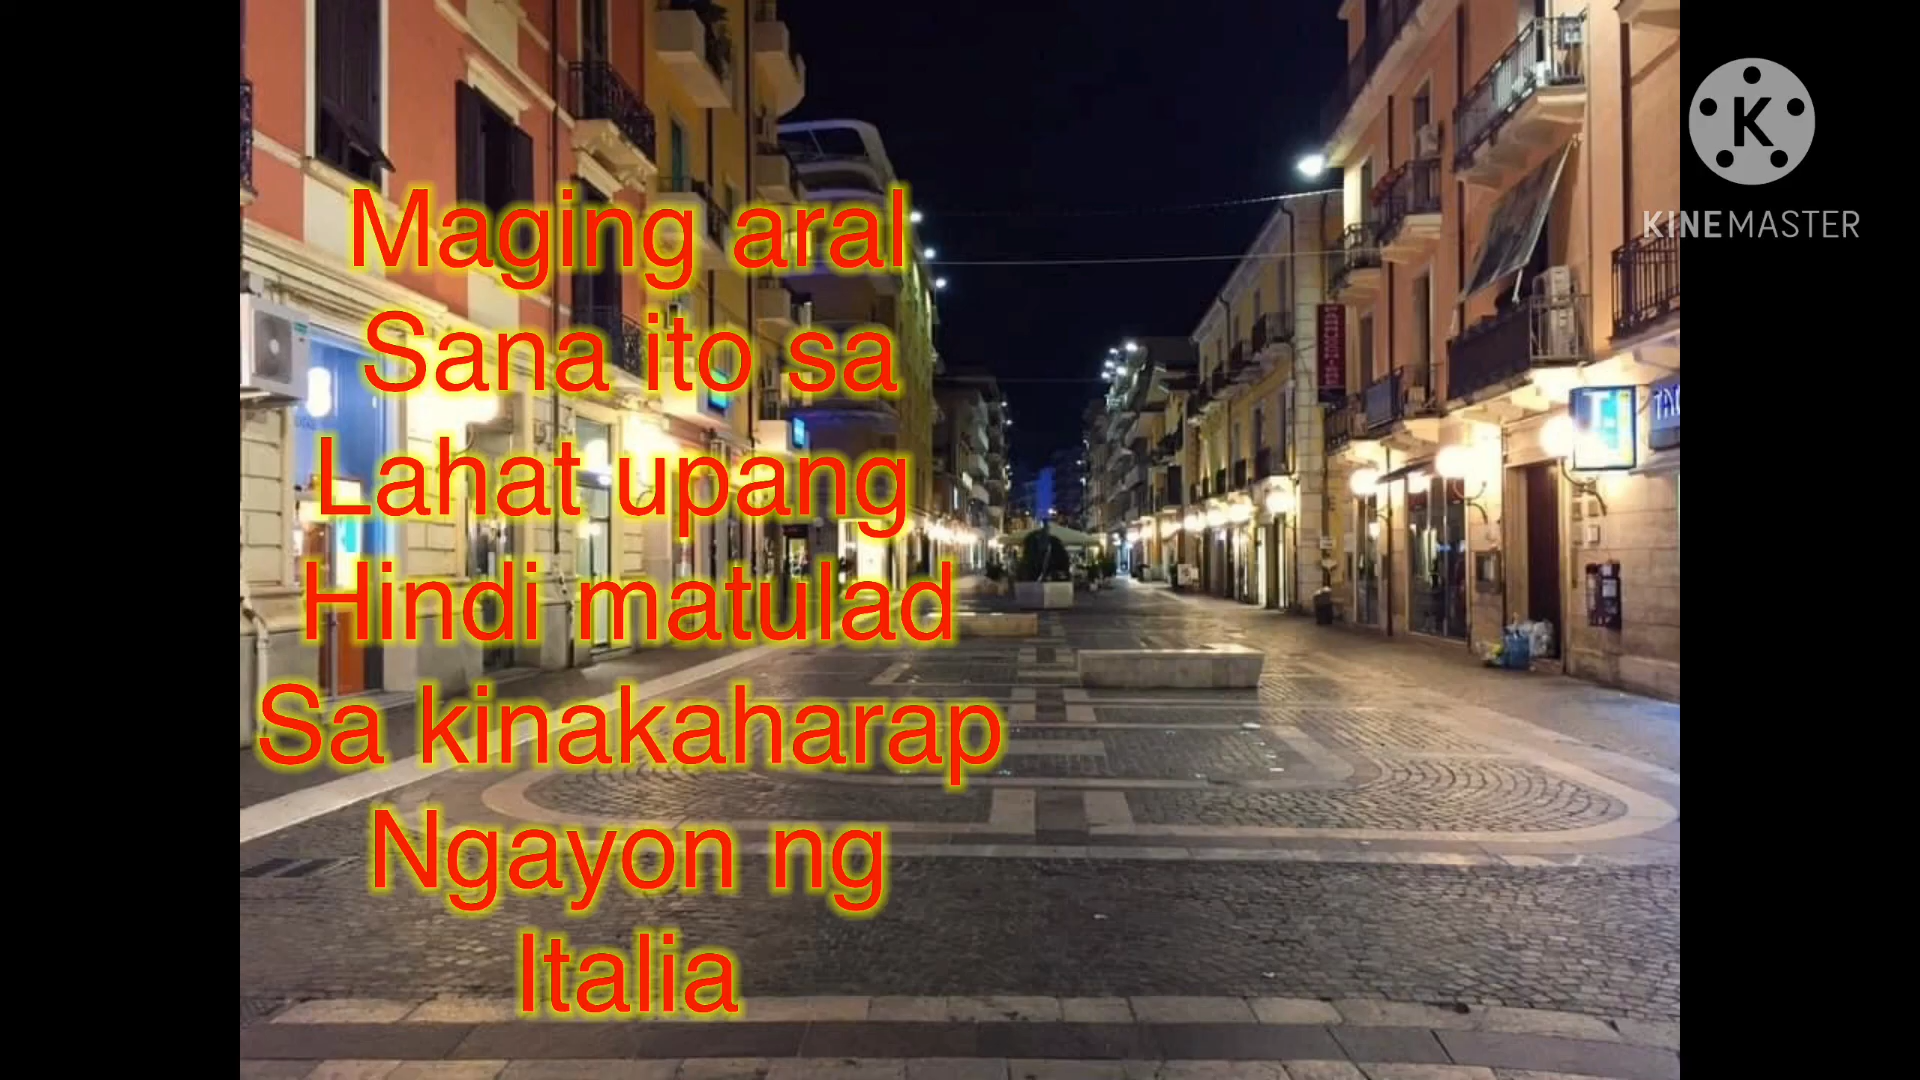 Maging aral
Sana ito sa
Lahat upang
Hindi matulad
Sa kinakaharap
Ngayon ng
Italia
K
KINEMASTER